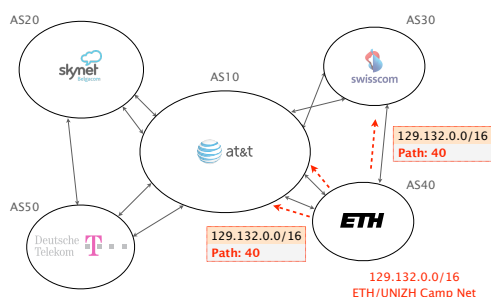 AS20
AS30
AS10
skynet
Belgacom
swisscom
at&t
129.132.0.0/16
Path: 40
AS40
AS50
Deutsche
Telekom
T
ETH
129.132.0.0/16
Path: 40
129.132.0.0/16
ETH/UNIZH Camp Net